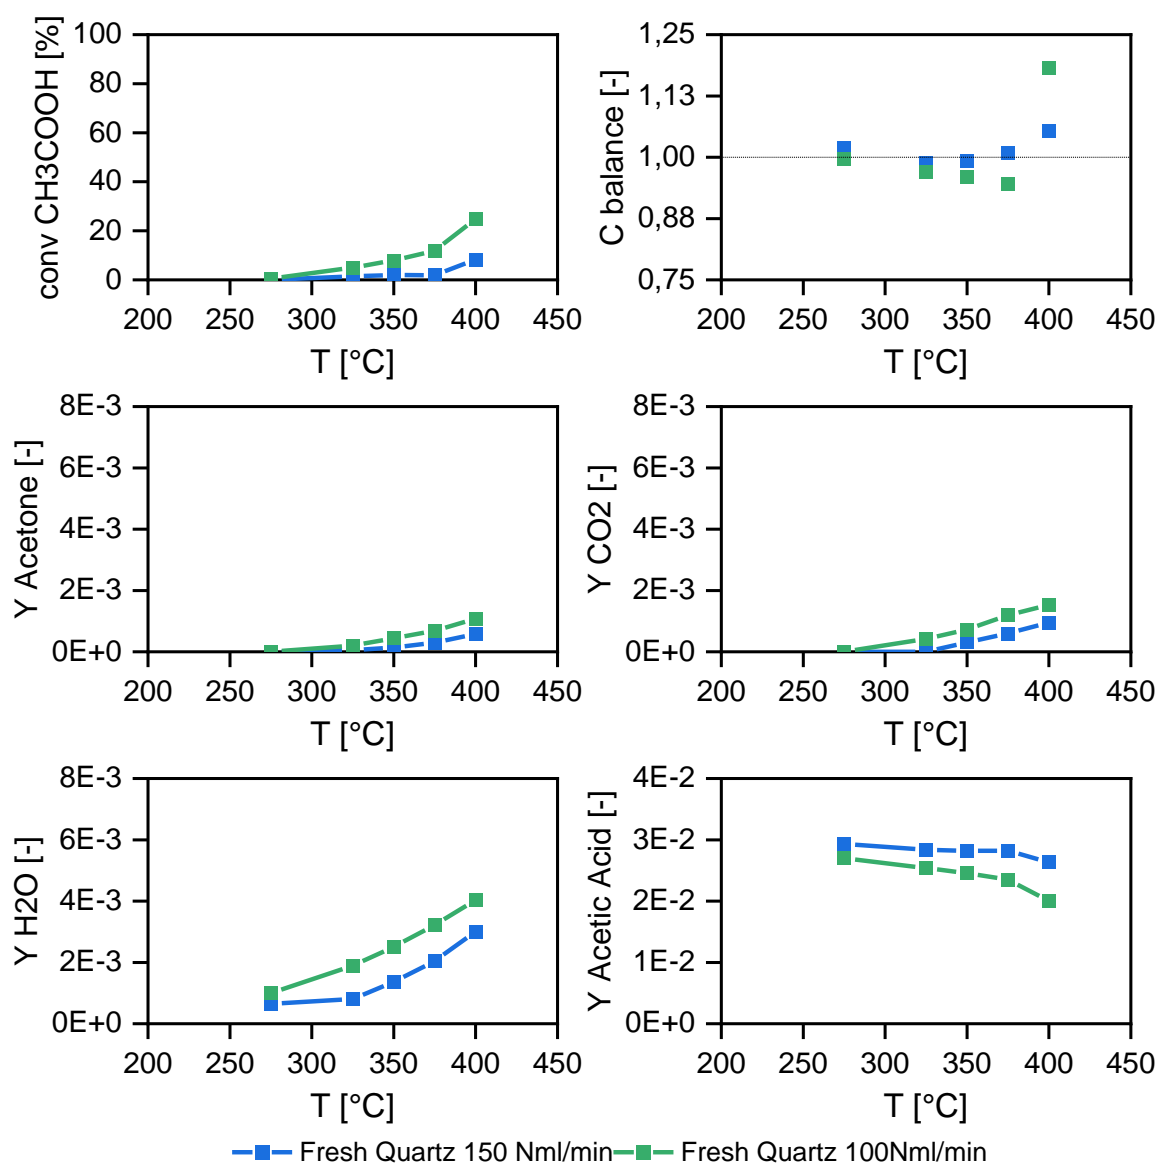 conv CH3COOH [%]
100
80
60
40
20
0
200 250 300 350 400 450
T [°C]
C balance [-]
1,25
1,13
1,00
0,88
0,75
200 250 300 350 400 450
T [°C]
Y Acetone [-]
8E-3
6E-3
4E-3
2E-3
0E+0
200 250 300 350 400 450
T [°C]
Y CO2 [-]
8E-3
6E-3
4E-3
2E-3
0E+0
200 250 300 350 400 450
T [°C]
Y H2O [-]
8E-3
6E-3
4E-3
2E-3
0E+0
200 250 300 350 400 450
T [°C]
Y Acetic Acid [-]
4E-2
3E-2
2E-2
1E-2
0E+0
200 250 300 350 400 450
T [°C]
Fresh Quartz 150 Nml/min Fresh Quartz 100Nml/min